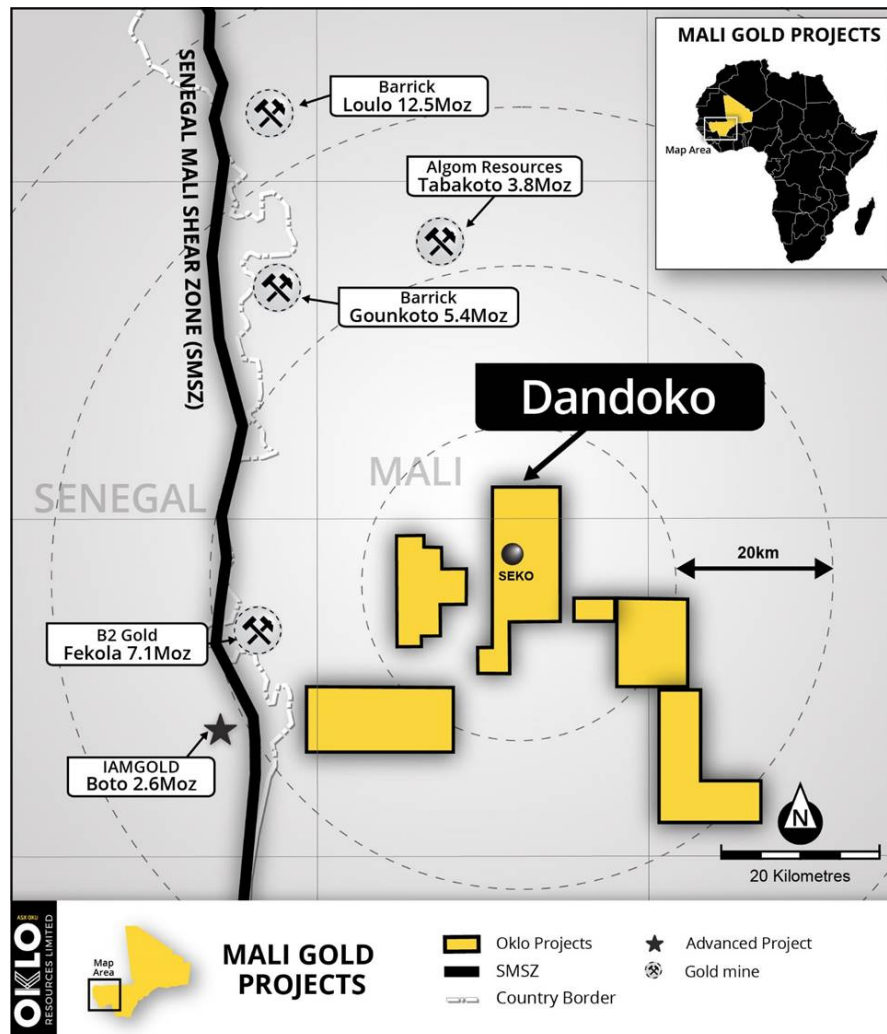 MALI GOLD PROJECTS
Map Area
SENEGAL MALI SHEAR ZONE (SMSZ)
Barrick
Loulo 12.5Moz
Algom Resources
Tabakoto 3.8Moz
Barrick
Gounkoto 5.4Moz
Dandoko
SENEGAL
MALI
SEKO
20km
B2 Gold
Fekola 7.1Moz
IAMGOLD
Boto 2.6Moz
N
20 Kilometres
ASX OKU
OKLO
RESOURCES LIMITED
Map
Area
MALI GOLD
PROJECTS
Oklo Projects
SMSZ
Country Border
Advanced Project
Gold mine